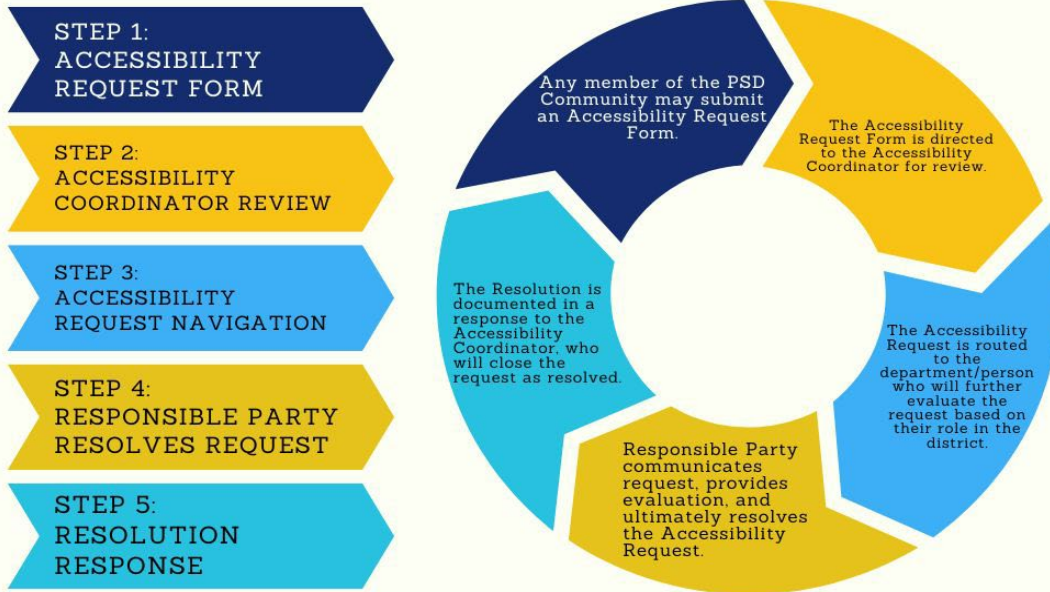 STEP 1:
ACCESSIBILITY
REQUEST FORM
STEP 2:
ACCESSIBILITY
COORDINATOR REVIEW
STEP 3:
ACCESSIBILITY
REQUEST NAVIGATION
STEP 4:
RESPONSIBLE PARTY
RESOLVES REQUEST
STEP 5:
RESOLUTION
RESPONSE
Any member of the PSD
Community may submit
an Accessibility Request
Form.
The Accessibility
Request Form is directed
to the Accessibility
Coordinator for review.
The Accessibility
Request is routed
to the
department/person
who will further
evaluate the
request based on
their role in the
district.
Responsible Party
communicates
request, provides
evaluation, and
ultimately resolves
the Accessibility
Request.
The Resolution is
documented in a
response to the
Accessibility
Coordinator, who
will close the
request as resolved.